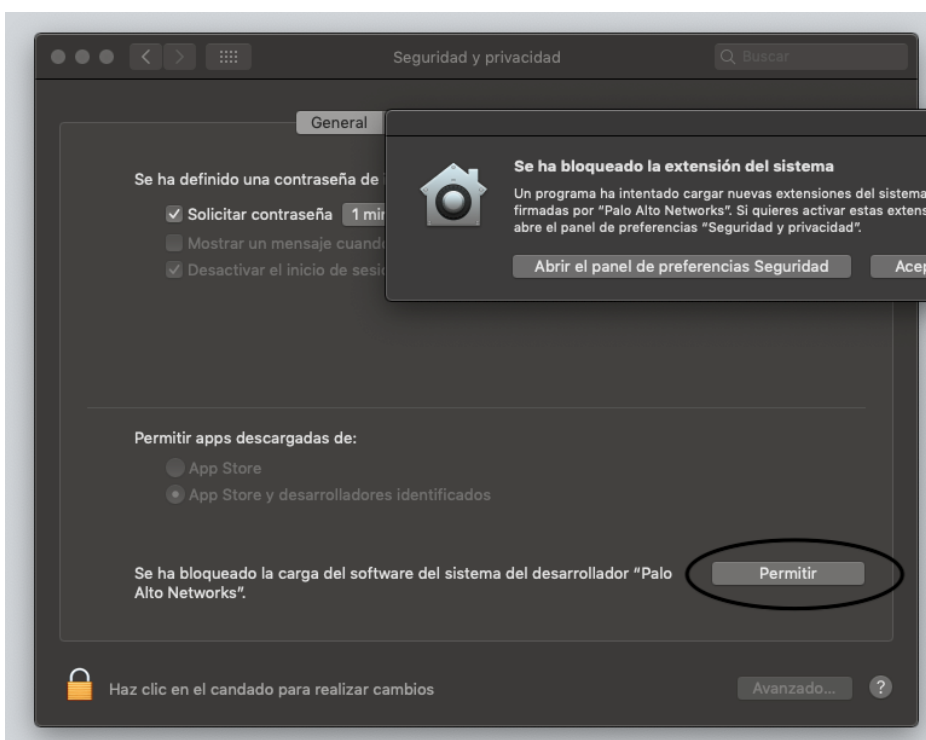 Seguridad y privacidad
Buscar
General
Se ha definido una contraseña de
Solicitar contraseña 1 min
Mostrar un mensaje cuando
Desactivar el inicio de sesi
Se ha bloqueado la extensión del sistema
Un programa ha intentado cargar nuevas extensiones del sistema
firmadas por “Palo Alto Networks”. Si quieres activar estas extens
abre el panel de preferencias “Seguridad y privacidad”.
Abrir el panel de preferencias Seguridad
Acep
Permitir apps descargadas de:
App Store
App Store y desarrolladores identificados
Se ha bloqueado la carga del software del sistema del desarrollador “Palo
Alto Networks”.
Permitir
Haz clic en el candado para realizar cambios
Avanzado...
?